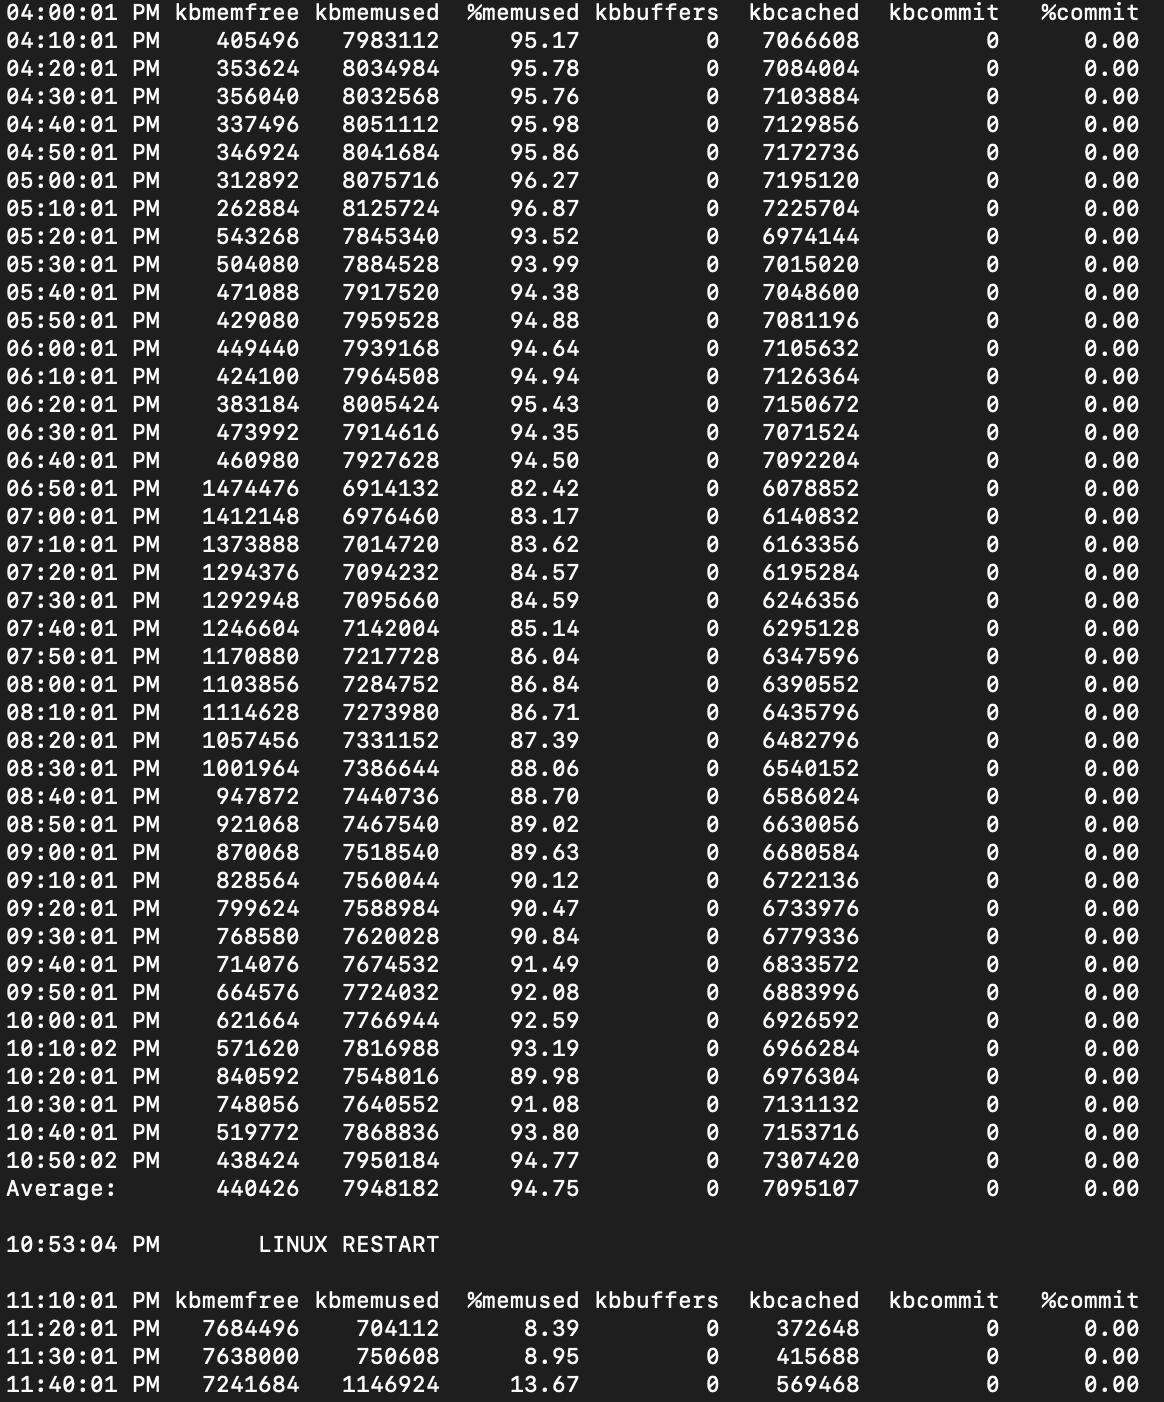 04:00:01 PM kbmemfree kbmemused  %memused kbbuffers  kbcached  kbcommit   %commit
04:10:01 PM    405496   7983112     95.17         0   7066608         0      0.00
04:20:01 PM    353624   8034984     95.78         0   7084004         0      0.00
04:30:01 PM    356040   8032568     95.76         0   7103884         0      0.00
04:40:01 PM    337496   8051112     95.98         0   7129856         0      0.00
04:50:01 PM    346924   8041684     95.86         0   7172736         0      0.00
05:00:01 PM    312892   8075716     96.27         0   7195120         0      0.00
05:10:01 PM    262884   8125724     96.87         0   7225704         0      0.00
05:20:01 PM    543268   7845340     93.52         0   6974144         0      0.00
05:30:01 PM    504080   7884528     93.99         0   7015020         0      0.00
05:40:01 PM    471088   7917520     94.38         0   7048600         0      0.00
05:50:01 PM    429080   7959528     94.88         0   7081196         0      0.00
06:00:01 PM    449440   7939168     94.64         0   7105632         0      0.00
06:10:01 PM    424100   7964508     94.94         0   7126364         0      0.00
06:20:01 PM    383184   8005424     95.43         0   7150672         0      0.00
06:30:01 PM    473992   7914616     94.35         0   7071524         0      0.00
06:40:01 PM    460980   7927628     94.50         0   7092204         0      0.00
06:50:01 PM   1474476   6914132     82.42         0   6078852         0      0.00
07:00:01 PM   1412148   6976460     83.17         0   6140832         0      0.00
07:10:01 PM   1373888   7014720     83.62         0   6163356         0      0.00
07:20:01 PM   1294376   7094232     84.57         0   6195284         0      0.00
07:30:01 PM   1292948   7095660     84.59         0   6246356         0      0.00
07:40:01 PM   1246604   7142004     85.14         0   6295128         0      0.00
07:50:01 PM   1170880   7217728     86.04         0   6347596         0      0.00
08:00:01 PM   1103856   7284752     86.84         0   6390552         0      0.00
08:10:01 PM   1114628   7273980     86.71         0   6435796         0      0.00
08:20:01 PM   1057456   7331152     87.39         0   6482796         0      0.00
08:30:01 PM   1001964   7386644     88.06         0   6540152         0      0.00
08:40:01 PM    947872   7440736     88.70         0   6586024         0      0.00
08:50:01 PM    921068   7467540     89.02         0   6630056         0      0.00
09:00:01 PM    870068   7518540     89.63         0   6680584         0      0.00
09:10:01 PM    828564   7560044     90.12         0   6722136         0      0.00
09:20:01 PM    799624   7588984     90.47         0   6733976         0      0.00
09:30:01 PM    768580   7620028     90.84         0   6779336         0      0.00
09:40:01 PM    714076   7674532     91.49         0   6833572         0      0.00
09:50:01 PM    664576   7724032     92.08         0   6883996         0      0.00
10:00:01 PM    621664   7766944     92.59         0   6926592         0      0.00
10:10:02 PM    571620   7816988     93.19         0   6966284         0      0.00
10:20:01 PM    840592   7548016     89.98         0   6976304         0      0.00
10:30:01 PM    748056   7640552     91.08         0   7131132         0      0.00
10:40:01 PM    519772   7868836     93.80         0   7153716         0      0.00
10:50:02 PM    438424   7950184     94.77         0   7307420         0      0.00
Average:       440426   7948182     94.75         0   7095107         0      0.00

10:53:04 PM       LINUX RESTART

11:10:01 PM kbmemfree kbmemused  %memused kbbuffers  kbcached  kbcommit   %commit
11:20:01 PM   7684496    704112      8.39         0    372648         0      0.00
11:30:01 PM   7638000    750608      8.95         0    415688         0      0.00
11:40:01 PM   7241684   1146924     13.67         0    569468         0      0.00